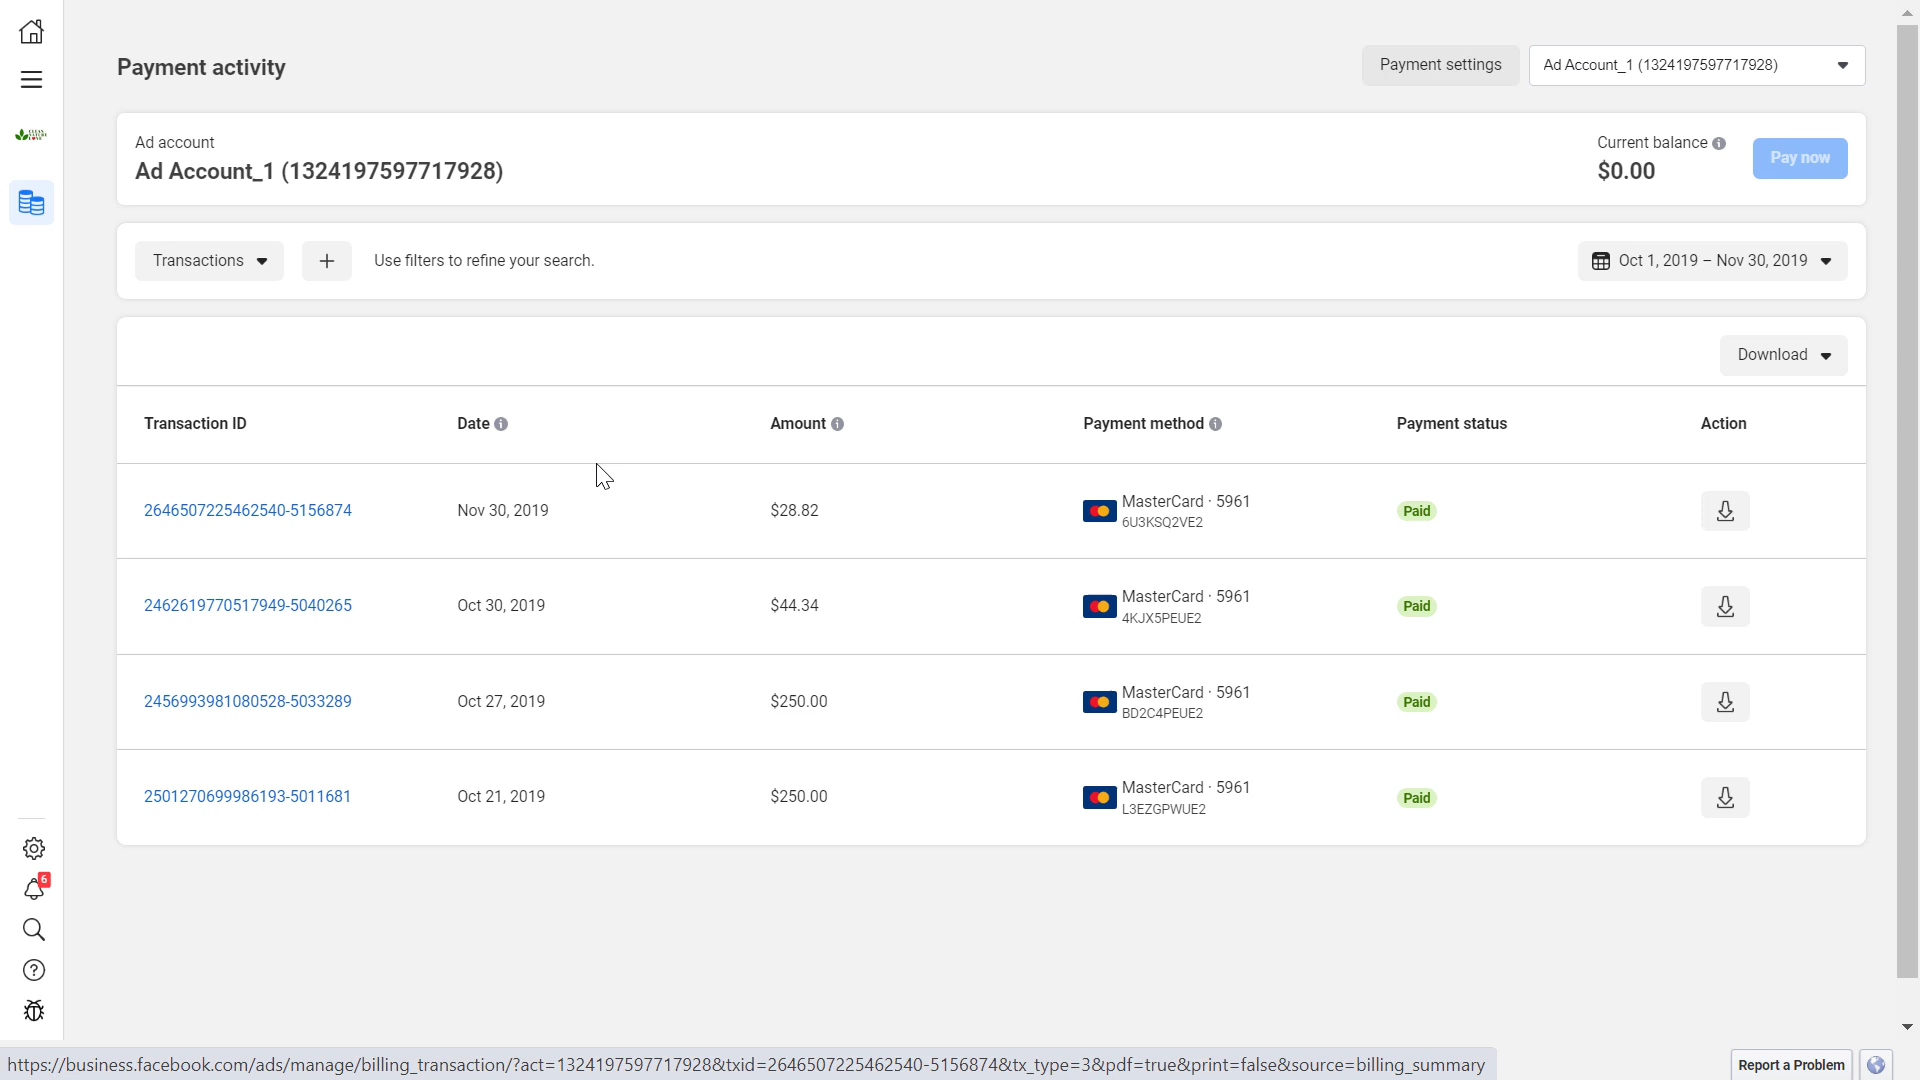 Payment activity
Payment settings
Ad Account_1 (1324197597717928)
Ad account
Ad Account_1 (1324197597717928)
Current balance
$0.00
Pay now
Transactions
Use filters to refine your search.
Oct 1, 2019 – Nov 30, 2019
Download
Transaction ID Date Amount Payment method Payment status Action
2646507225462540-5156874 Nov 30, 2019 $28.82 MasterCard · 5961 Paid
6U3KSQ2VE2
2462619770517949-5040265 Oct 30, 2019 $44.34 MasterCard · 5961 Paid
4KJX5PEUE2
2456993981080528-5033289 Oct 27, 2019 $250.00 MasterCard · 5961 Paid
BD2C4PEUE2
2501270699986193-5011681 Oct 21, 2019 $250.00 MasterCard · 5961 Paid
L3EZGPWUE2
6
https://business.facebook.com/ads/manage/billing_transaction/?act=1324197597717928&txid=2646507225462540-5156874&tx_type=3&pdf=true&print=false&source=billing_summary
Report a Problem